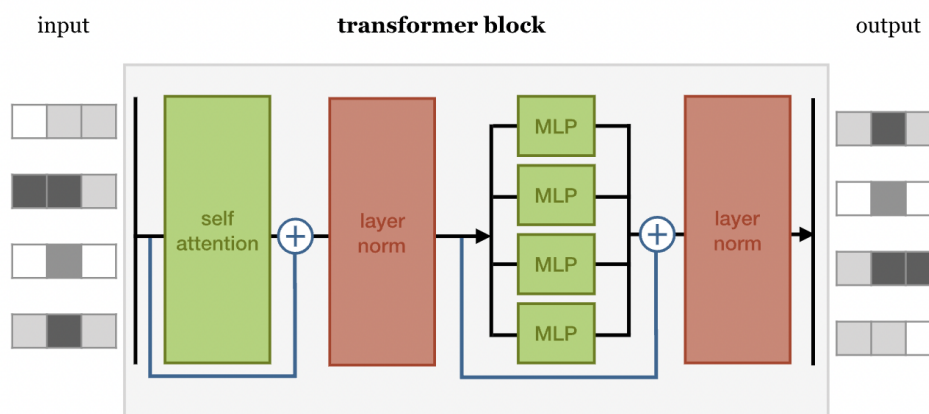 input
transformer block
output
self
attention
layer
norm
MLP
MLP
MLP
MLP
layer
norm